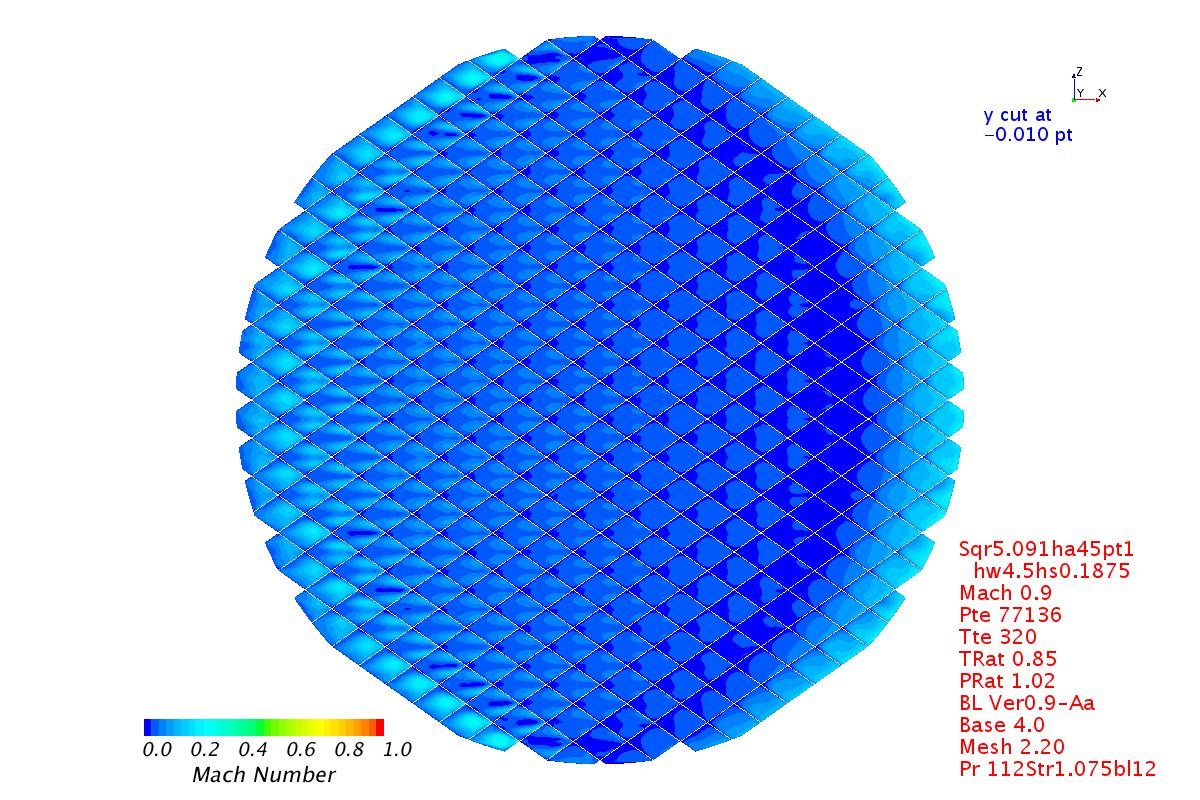 Z
Y X
y cut at
−0.010 pt
Sqr5.091ha45pt1
hw4.5hs0.1875
Mach 0.9
Pte 77136
Tte 320
TRat 0.85
PRat 1.02
BL Ver0.9−Aa
Base 4.0
Mesh 2.20
Pr 112Str1.075bl12
0.0 0.2 0.4 0.6 0.8 1.0
Mach Number